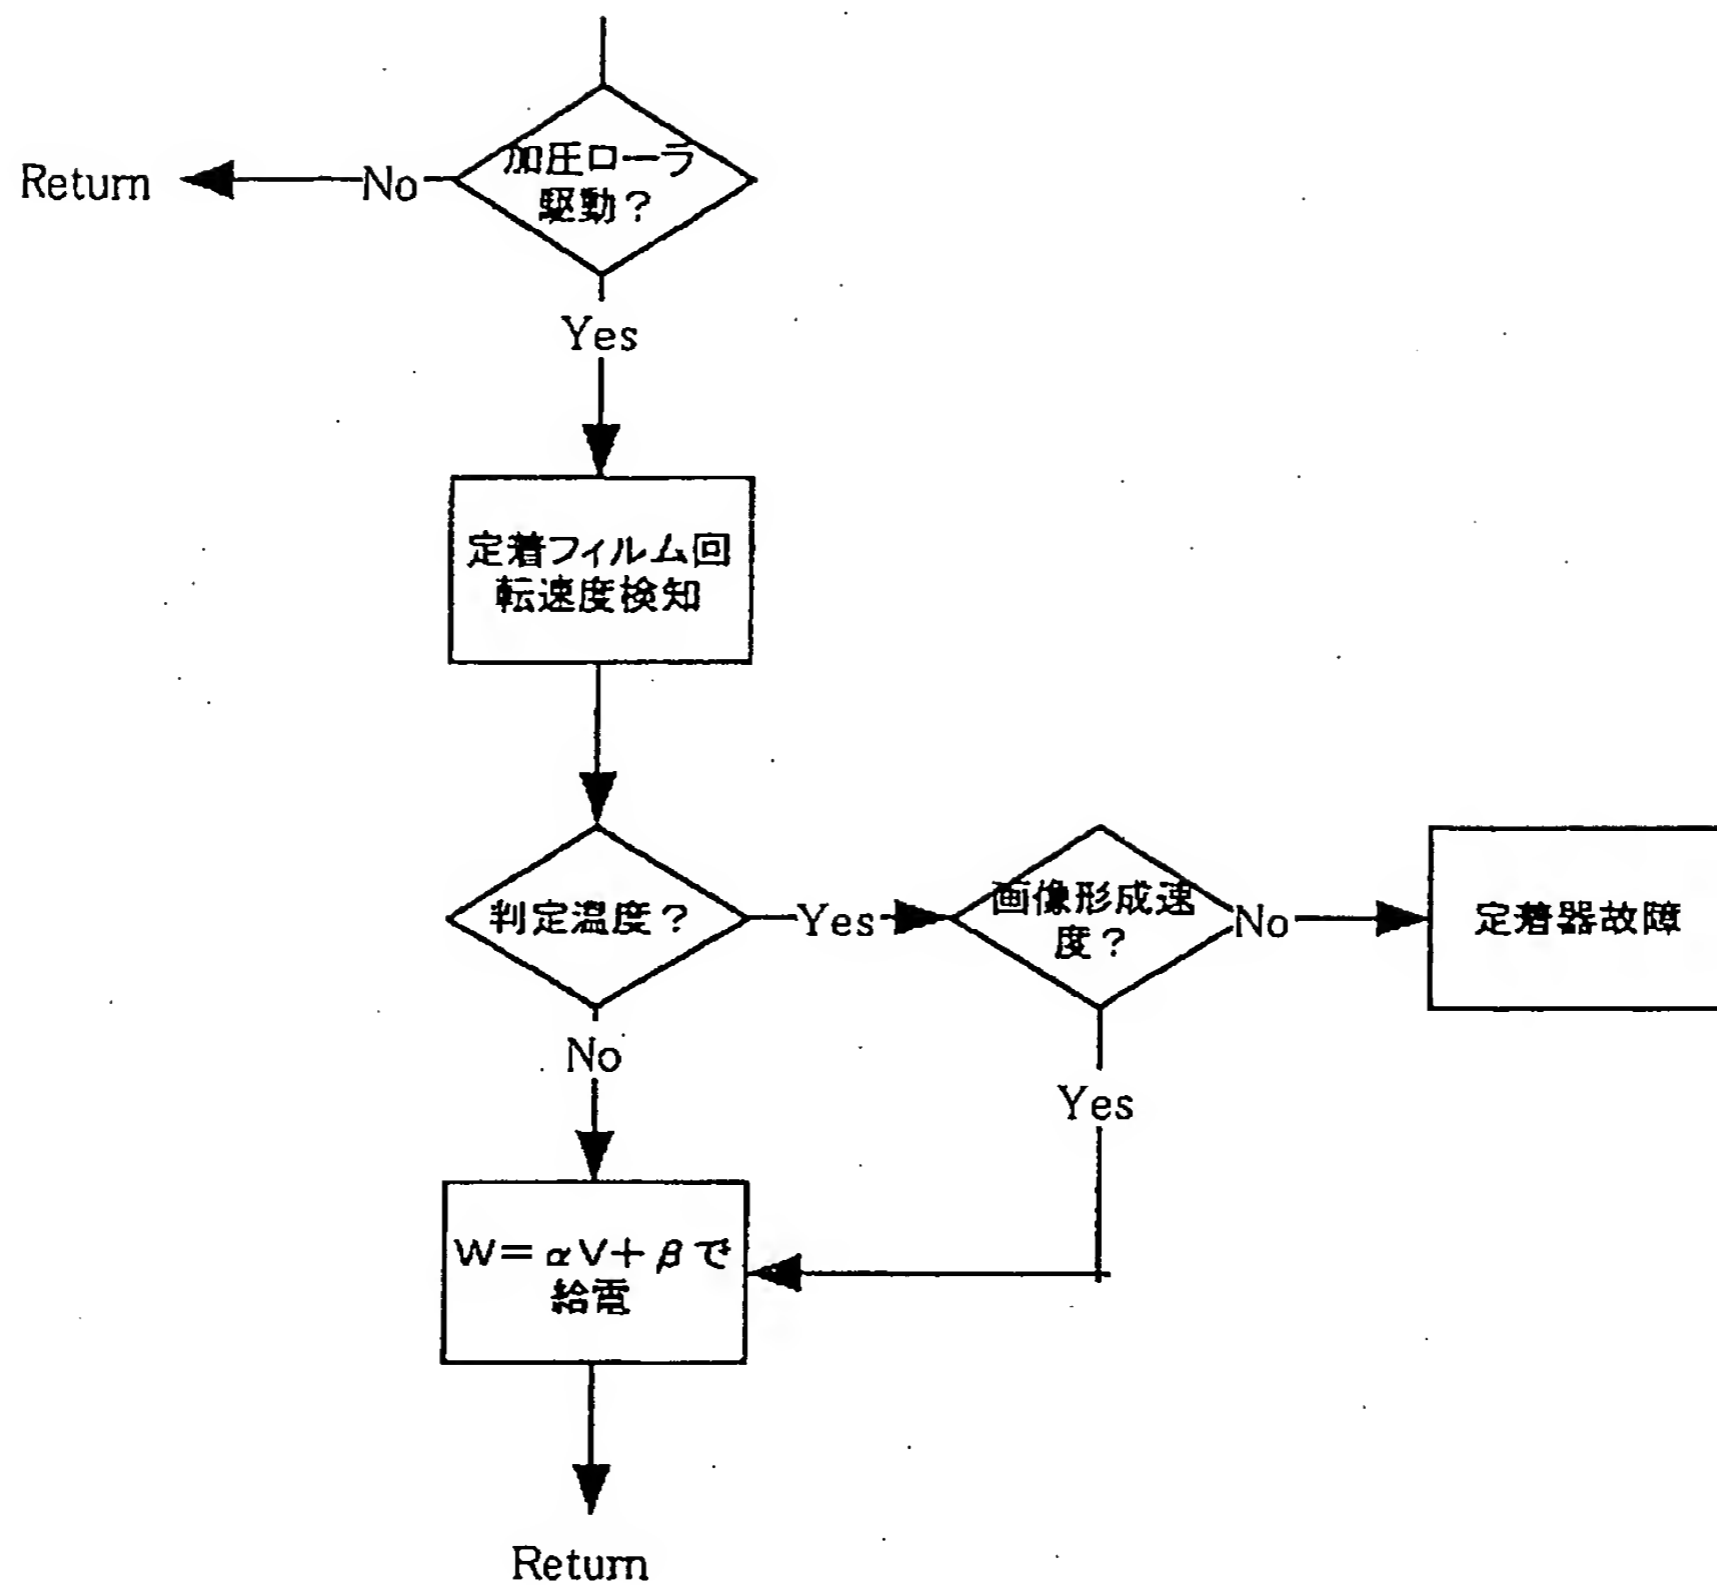 加圧ローラ
駆動？
Return
No
Yes
定着フィルム回
転速度検知
判定温度？
Yes
画像形成速
度？
No
定着器故障
No
Yes
W＝αV＋βで
給電
Return